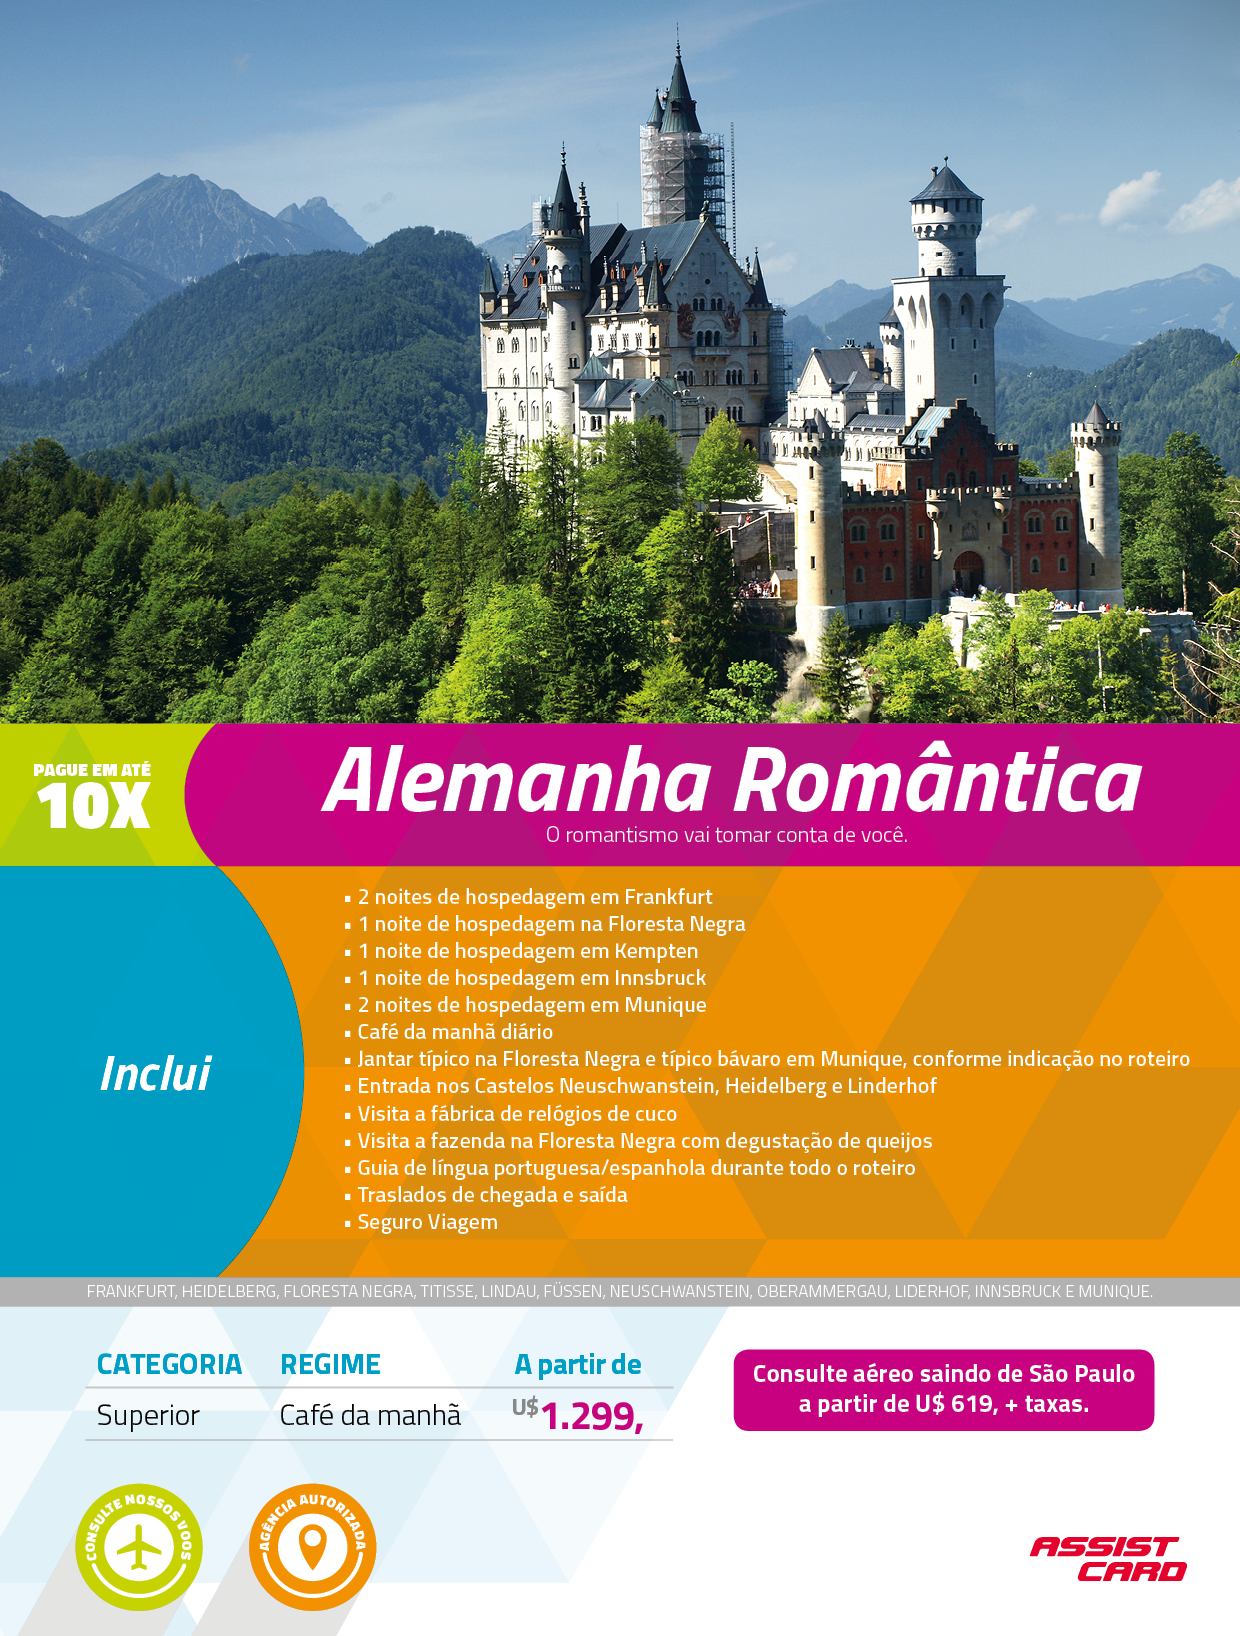 PAGUE EM ATÉ
10X
Alemanha Romântica
O romantismo vai tomar conta de você.
Inclui
• 2 noites de hospedagem em Frankfurt
• 1 noite de hospedagem na Floresta Negra
• 1 noite de hospedagem em Kempten
• 1 noite de hospedagem em Innsbruck
• 2 noites de hospedagem em Munique
• Café da manhã diário
• Jantar típico na Floresta Negra e típico bávaro em Munique, conforme indicação no roteiro
• Entrada nos Castelos Neuschwanstein, Heidelberg e Linderhof
• Visita a fábrica de relógios de cuco
• Visita a fazenda na Floresta Negra com degustação de queijos
• Guia de língua portuguesa/espanhola durante todo o roteiro
• Traslados de chegada e saída
• Seguro Viagem
FRANKFURT, HEIDELBERG, FLORESTA NEGRA, TITISSE, LINDAU, FÜSSEN, NEUSCHWANSTEIN, OBERAMMERGAU, LIDERHOF, INNSBRUCK E MUNIQUE.
CATEGORIA REGIME A partir de
Superior Café da manhã U$1.299,
Consulte aéreo saindo de São Paulo
a partir de U$ 619, + taxas.
CONSULTE NOSSOS VOOS
AGÊNCIA AUTORIZADA
ASSIST
CARD